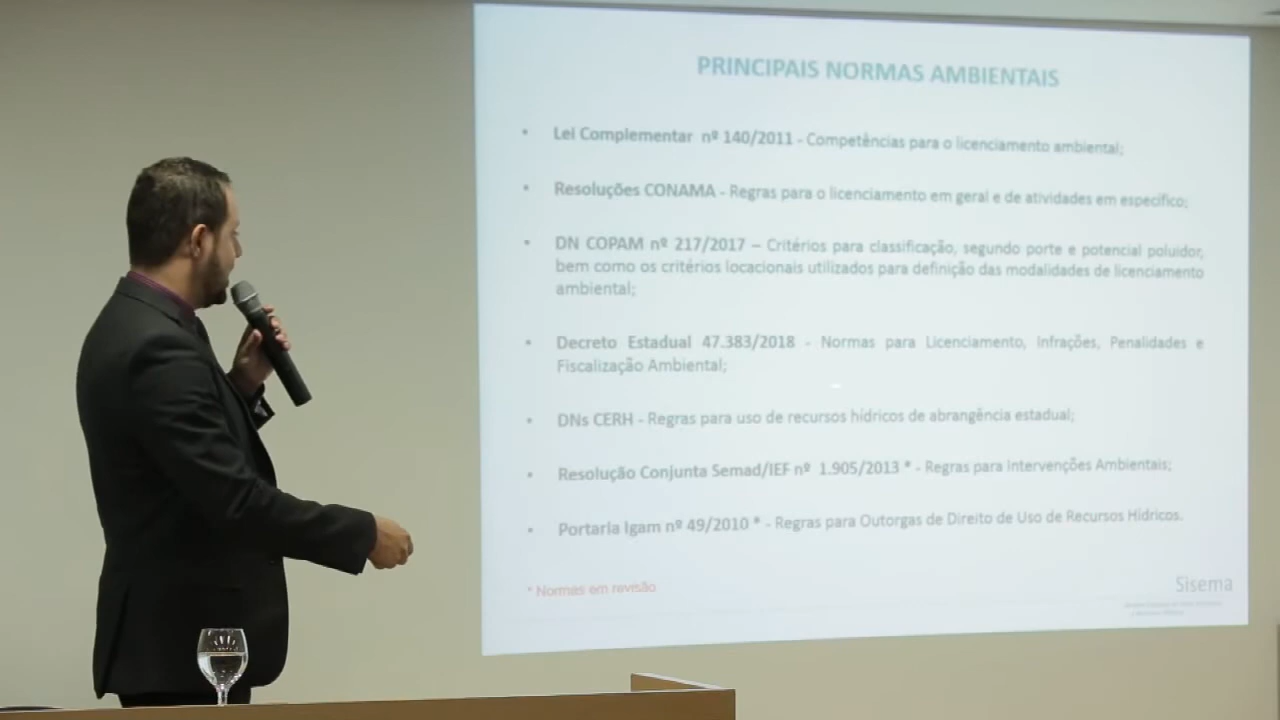 PRINCIPAIS NORMAS AMBIENTAIS
• Lei Complementar nº 140/2011 - Competências para o licenciamento ambiental;
• Resoluções CONAMA - Regras para o licenciamento em geral e de atividades em específico;
• DN COPAM nº 217/2017 – Critérios para classificação, segundo porte e potencial poluidor,
bem como os critérios locacionais utilizados para definição das modalidades de licenciamento
ambiental;
• Decreto Estadual 47.383/2018 - Normas para Licenciamento, Infrações, Penalidades e
Fiscalização Ambiental;
• DNs CERH - Regras para uso de recursos hídricos de abrangência estadual;
• Resolução Conjunta Semad/IEF nº 1.905/2013 * - Regras para Intervenções Ambientais;
• Portaria Igam nº 49/2010 * - Regras para Outorgas de Direito de Uso de Recursos Hídricos.
* Normas em revisão
Sisema